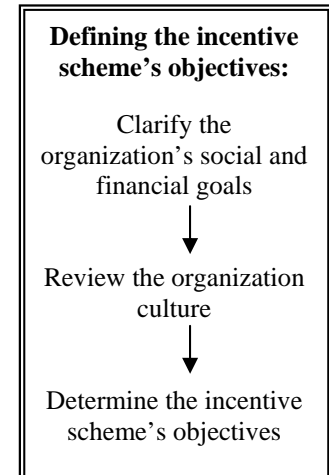 Defining the incentive
scheme’s objectives:
Clarify the
organization’s social and
financial goals
Review the organization
culture
Determine the incentive
scheme’s objectives